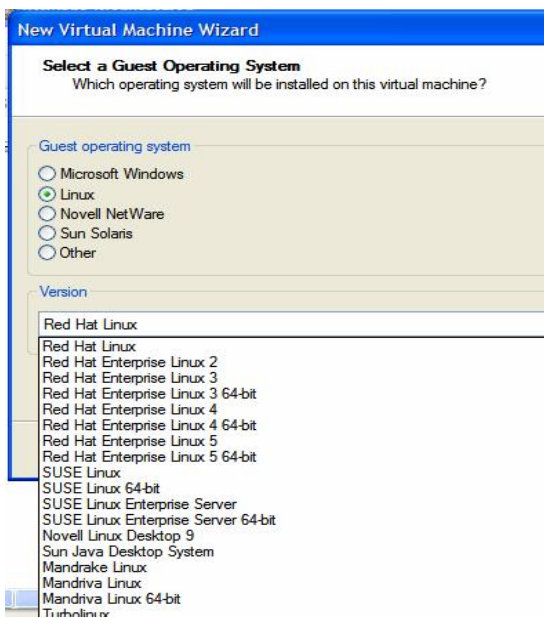 New Virtual Machine Wizard
Select a Guest Operating System
Which operating system will be installed on this virtual machine?
Guest operating system
Microsoft Windows
Linux
Novell NetWare
Sun Solaris
Other
Version
Red Hat Linux
Red Hat Linux
Red Hat Enterprise Linux 2
Red Hat Enterprise Linux 3
Red Hat Enterprise Linux 3 64-bit
Red Hat Enterprise Linux 4
Red Hat Enterprise Linux 4 64-bit
Red Hat Enterprise Linux 5
Red Hat Enterprise Linux 5 64-bit
SUSE Linux
SUSE Linux 64-bit
SUSE Linux Enterprise Server
SUSE Linux Enterprise Server 64-bit
Novell Linux Desktop 9
Sun Java Desktop System
Mandrake Linux
Mandriva Linux
Mandriva Linux 64-bit
Turbolinux